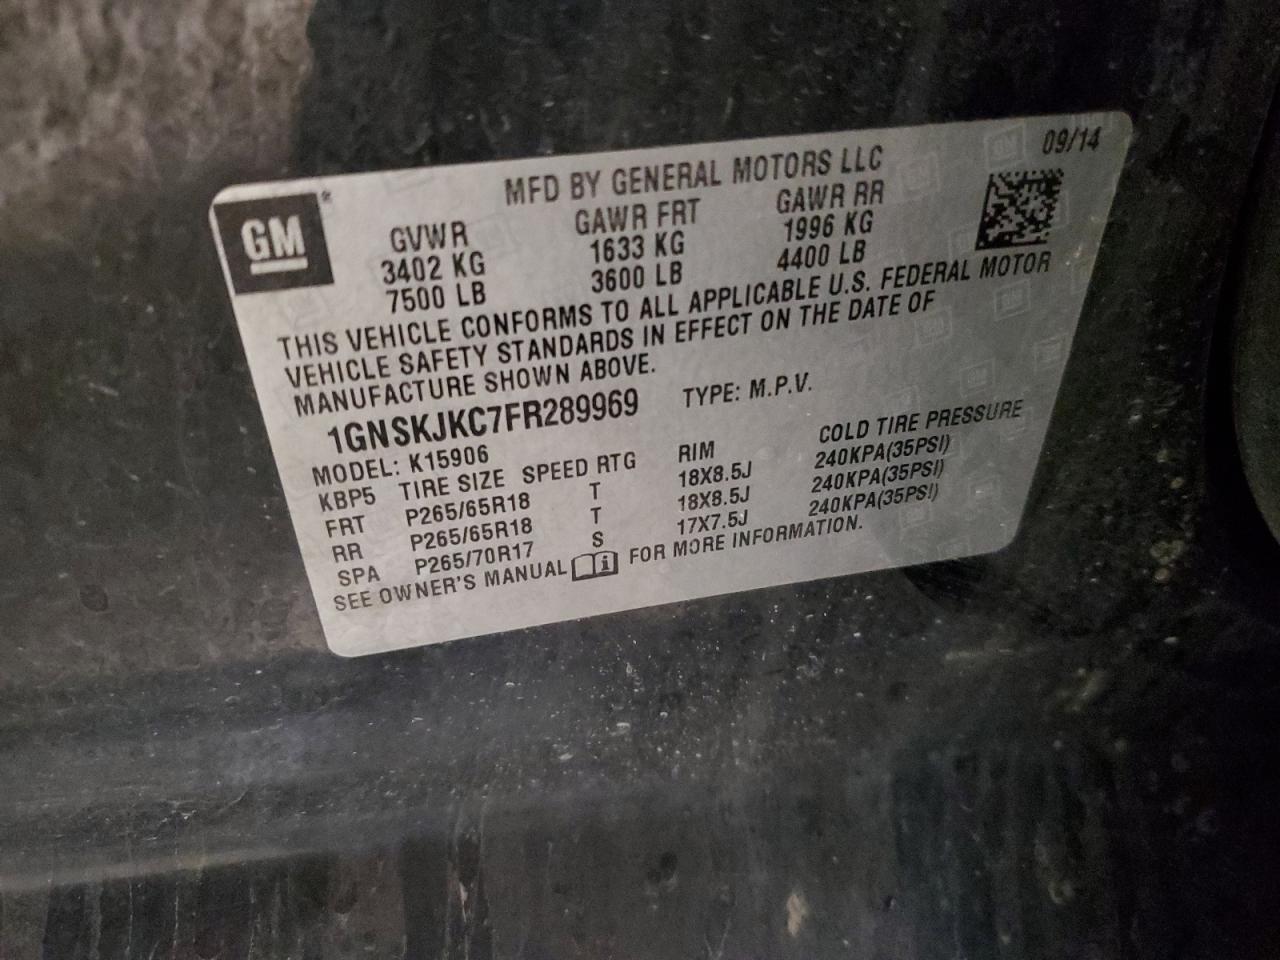 GM
MFD BY GENERAL MOTORS LLC 09/14
GVWR GAWR FRT GAWR RR
3402 KG 1633 KG 1996 KG
7500 LB 3600 LB 4400 LB
THIS VEHICLE CONFORMS TO ALL APPLICABLE U.S. FEDERAL MOTOR
VEHICLE SAFETY STANDARDS IN EFFECT ON THE DATE OF
MANUFACTURE SHOWN ABOVE.
1GNSKJKC7FR289969 TYPE: M.P.V.
MODEL: K15906
KBP5 TIRE SIZE SPEED RTG RIM COLD TIRE PRESSURE
FRT P265/65R18 T 18X8.5J 240KPA(35PSI)
RR P265/65R18 T 18X8.5J 240KPA(35PSI)
SPA P265/70R17 S 17X7.5J 240KPA(35PSI)
SEE OWNER'S MANUAL i FOR MORE INFORMATION.